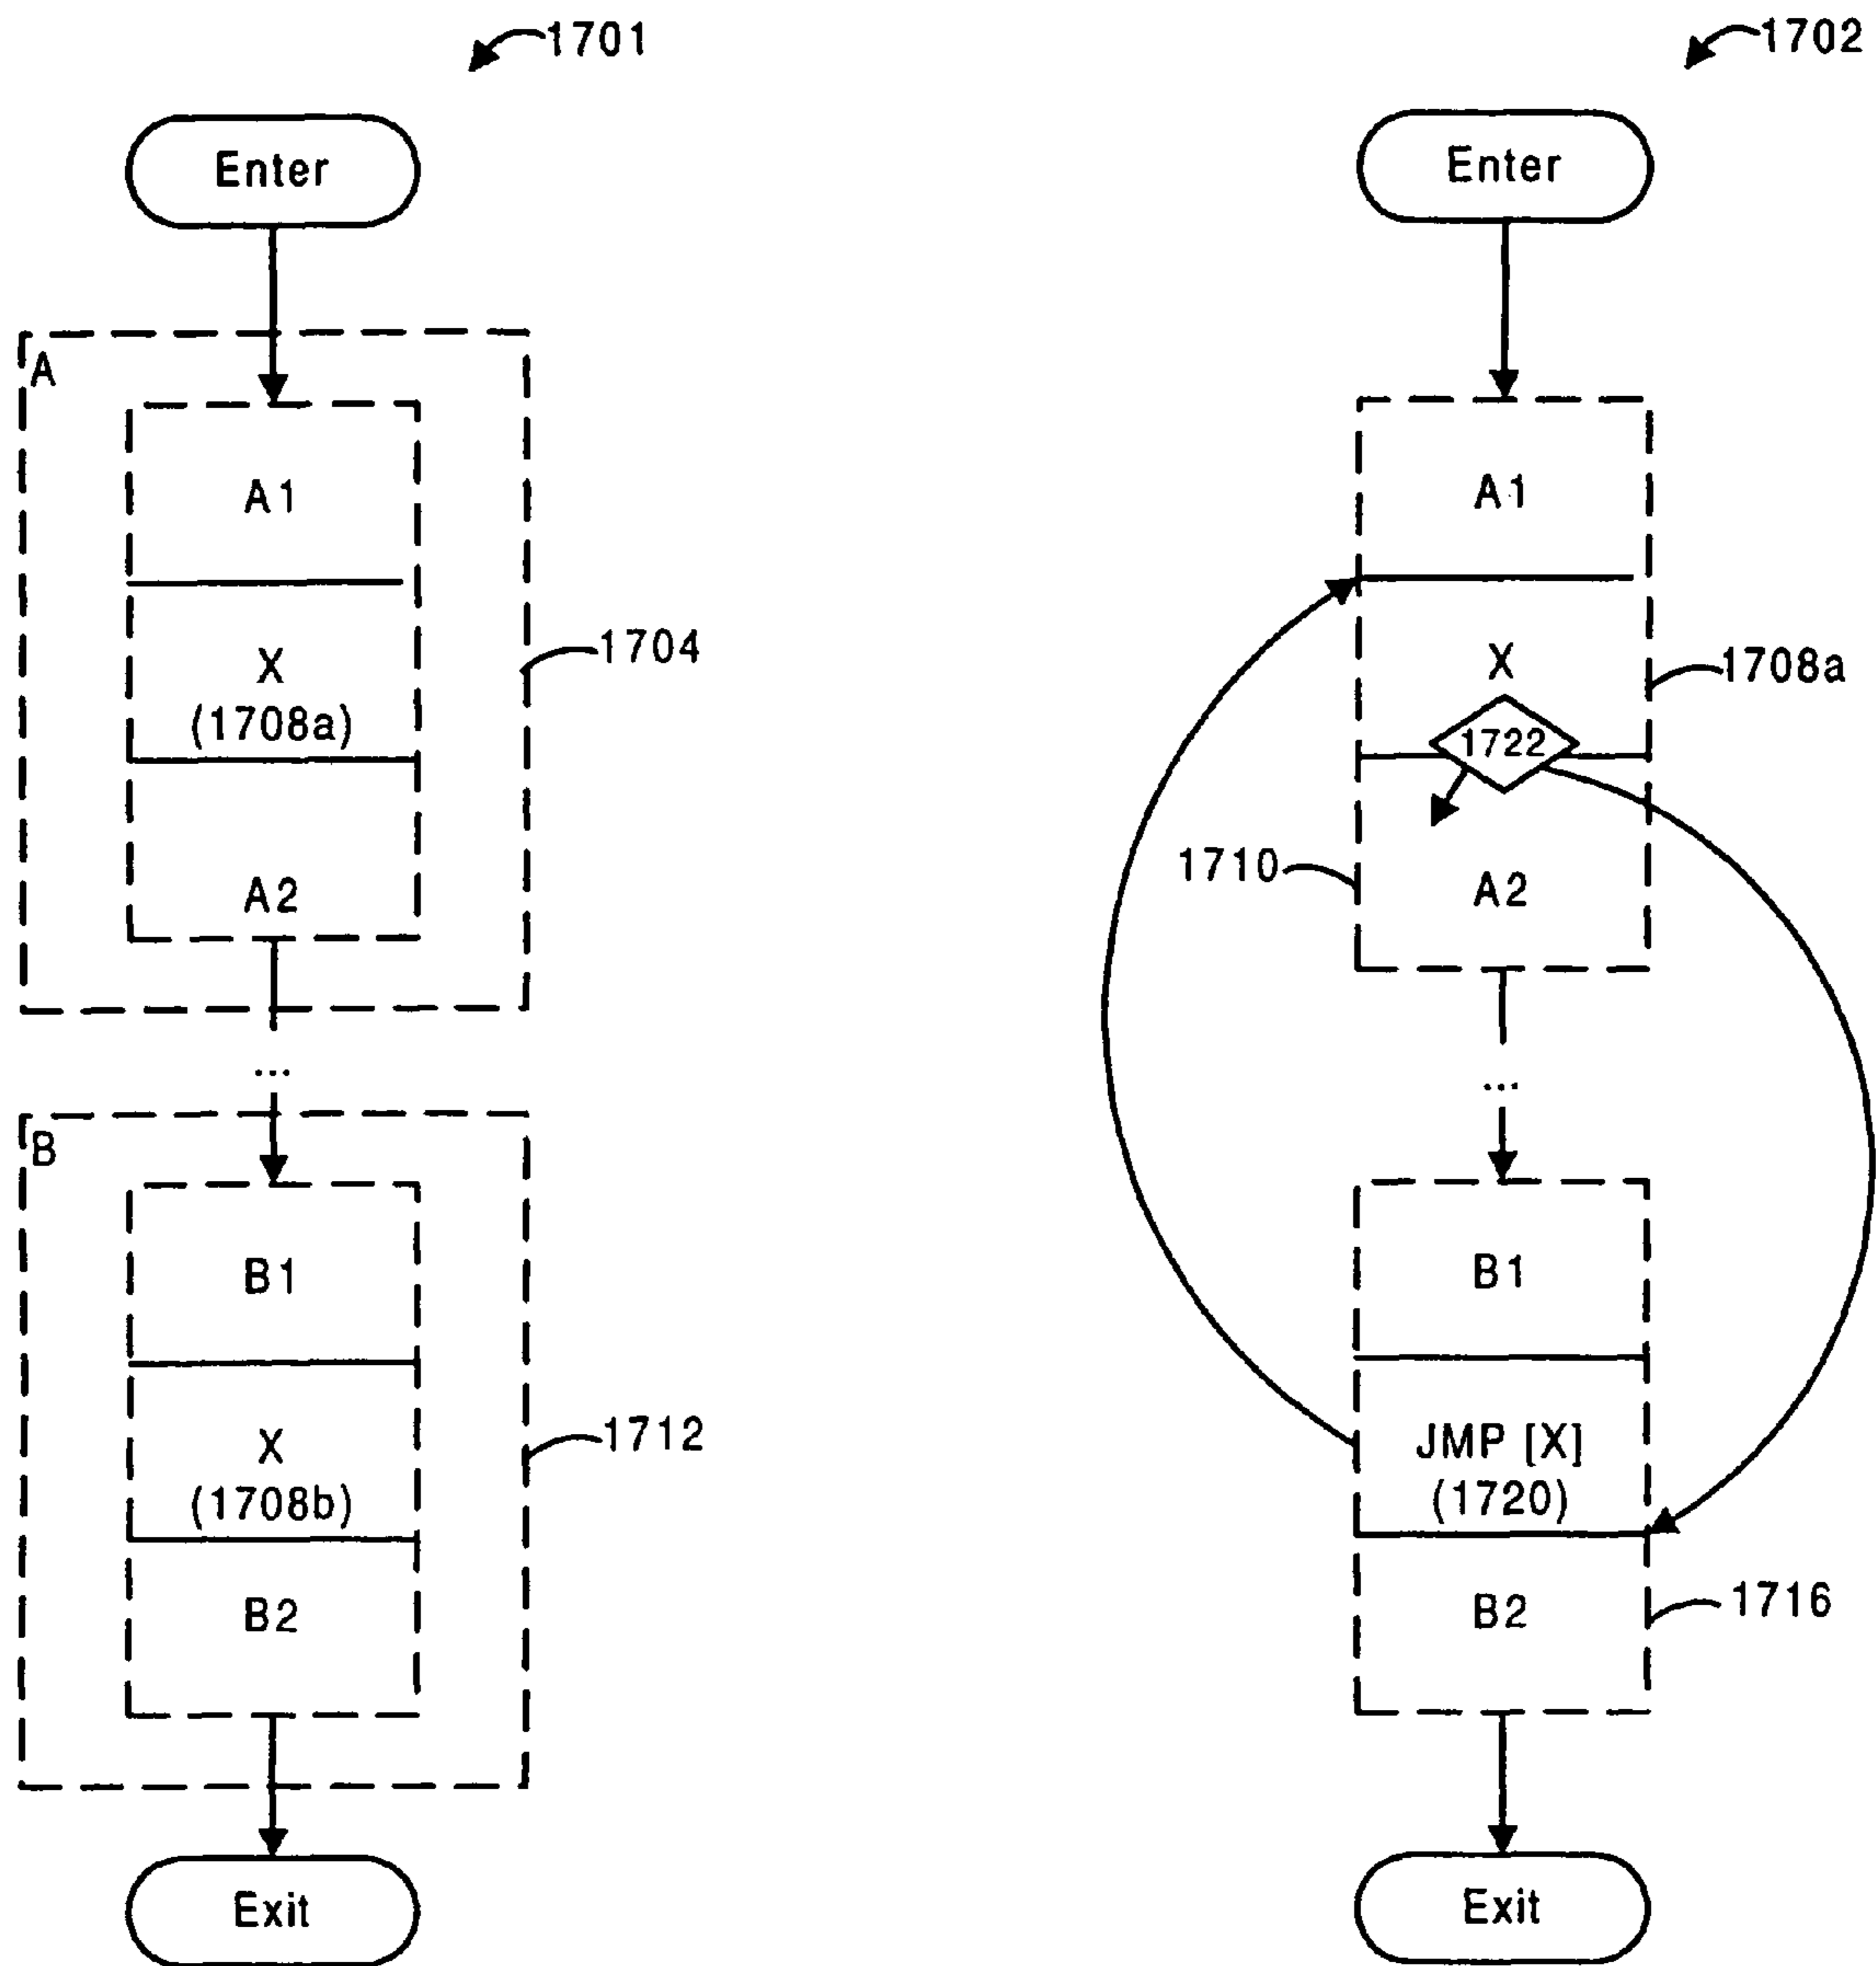 1701
Enter
A
A1
X
(1708a)
1704
A2
...
B
B1
X
(1708b)
1712
B2
Exit
1702
Enter
A1
X
1708a
1722
1710
A2
...
B1
JMP [X]
(1720)
B2
1716
Exit